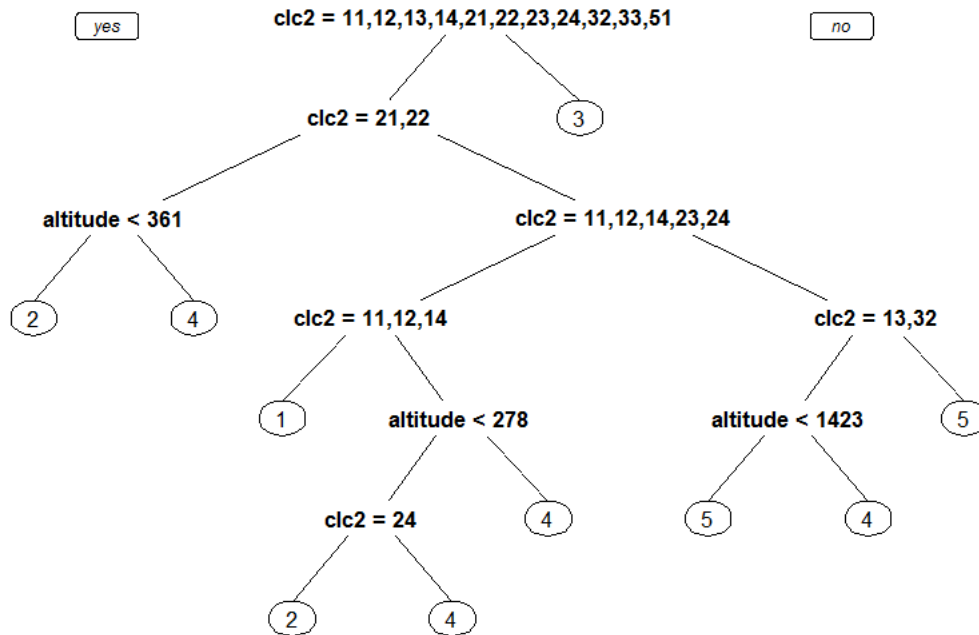 yes
clc2 = 11,12,13,14,21,22,23,24,32,33,51
no
clc2 = 21,22
3
altitude < 361
clc2 = 11,12,14,23,24
2
4
clc2 = 11,12,14
clc2 = 13,32
1
altitude < 278
altitude < 1423
5
clc2 = 24
4
5
4
2
4